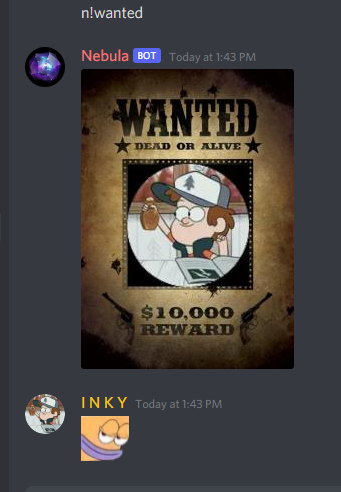 n!wanted
Nebula BOT Today at 1:43 PM
WANTED
★ DEAD OR ALIVE ★
$10,000
REWARD
I N K Y Today at 1:43 PM